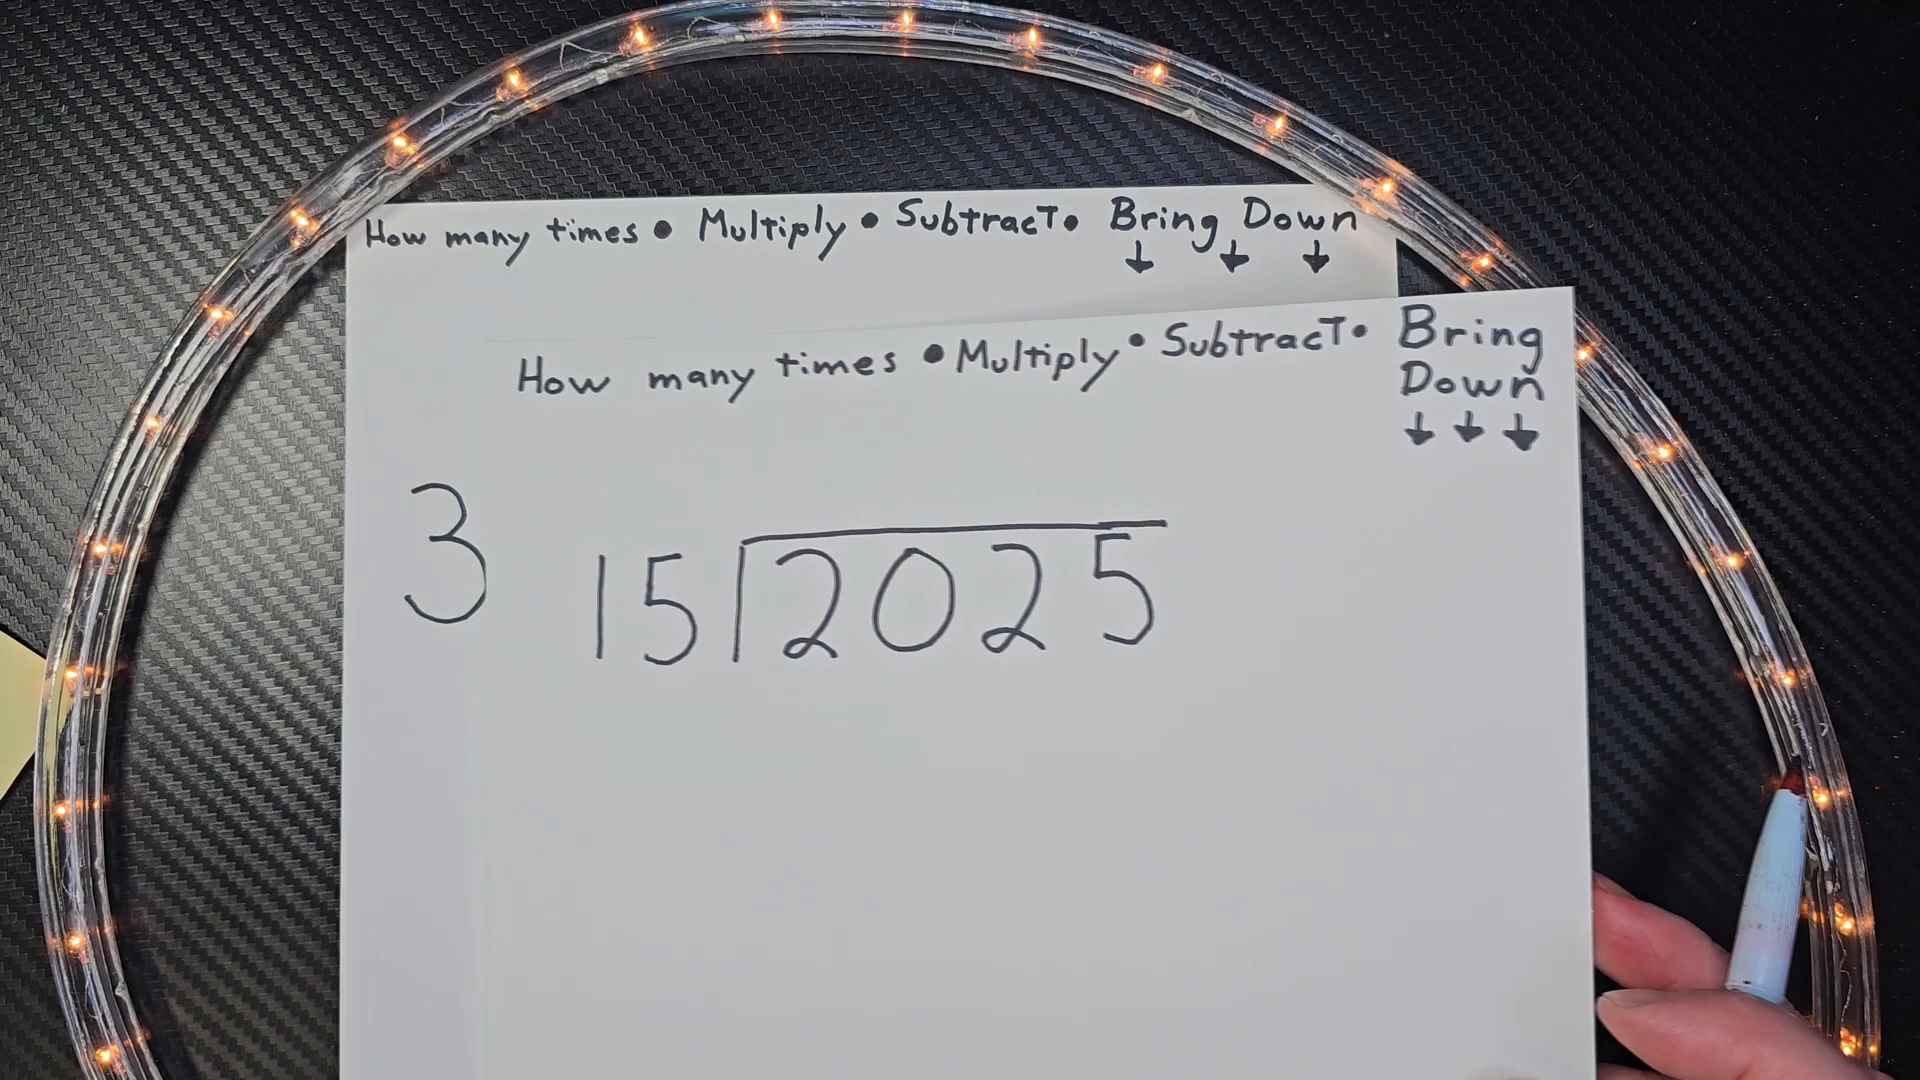 How many times • Multiply • Subtract • Bring Down
↓ ↓ ↓
How many times • Multiply • Subtract • Bring
Down
↓ ↓ ↓
3
15⟌2025